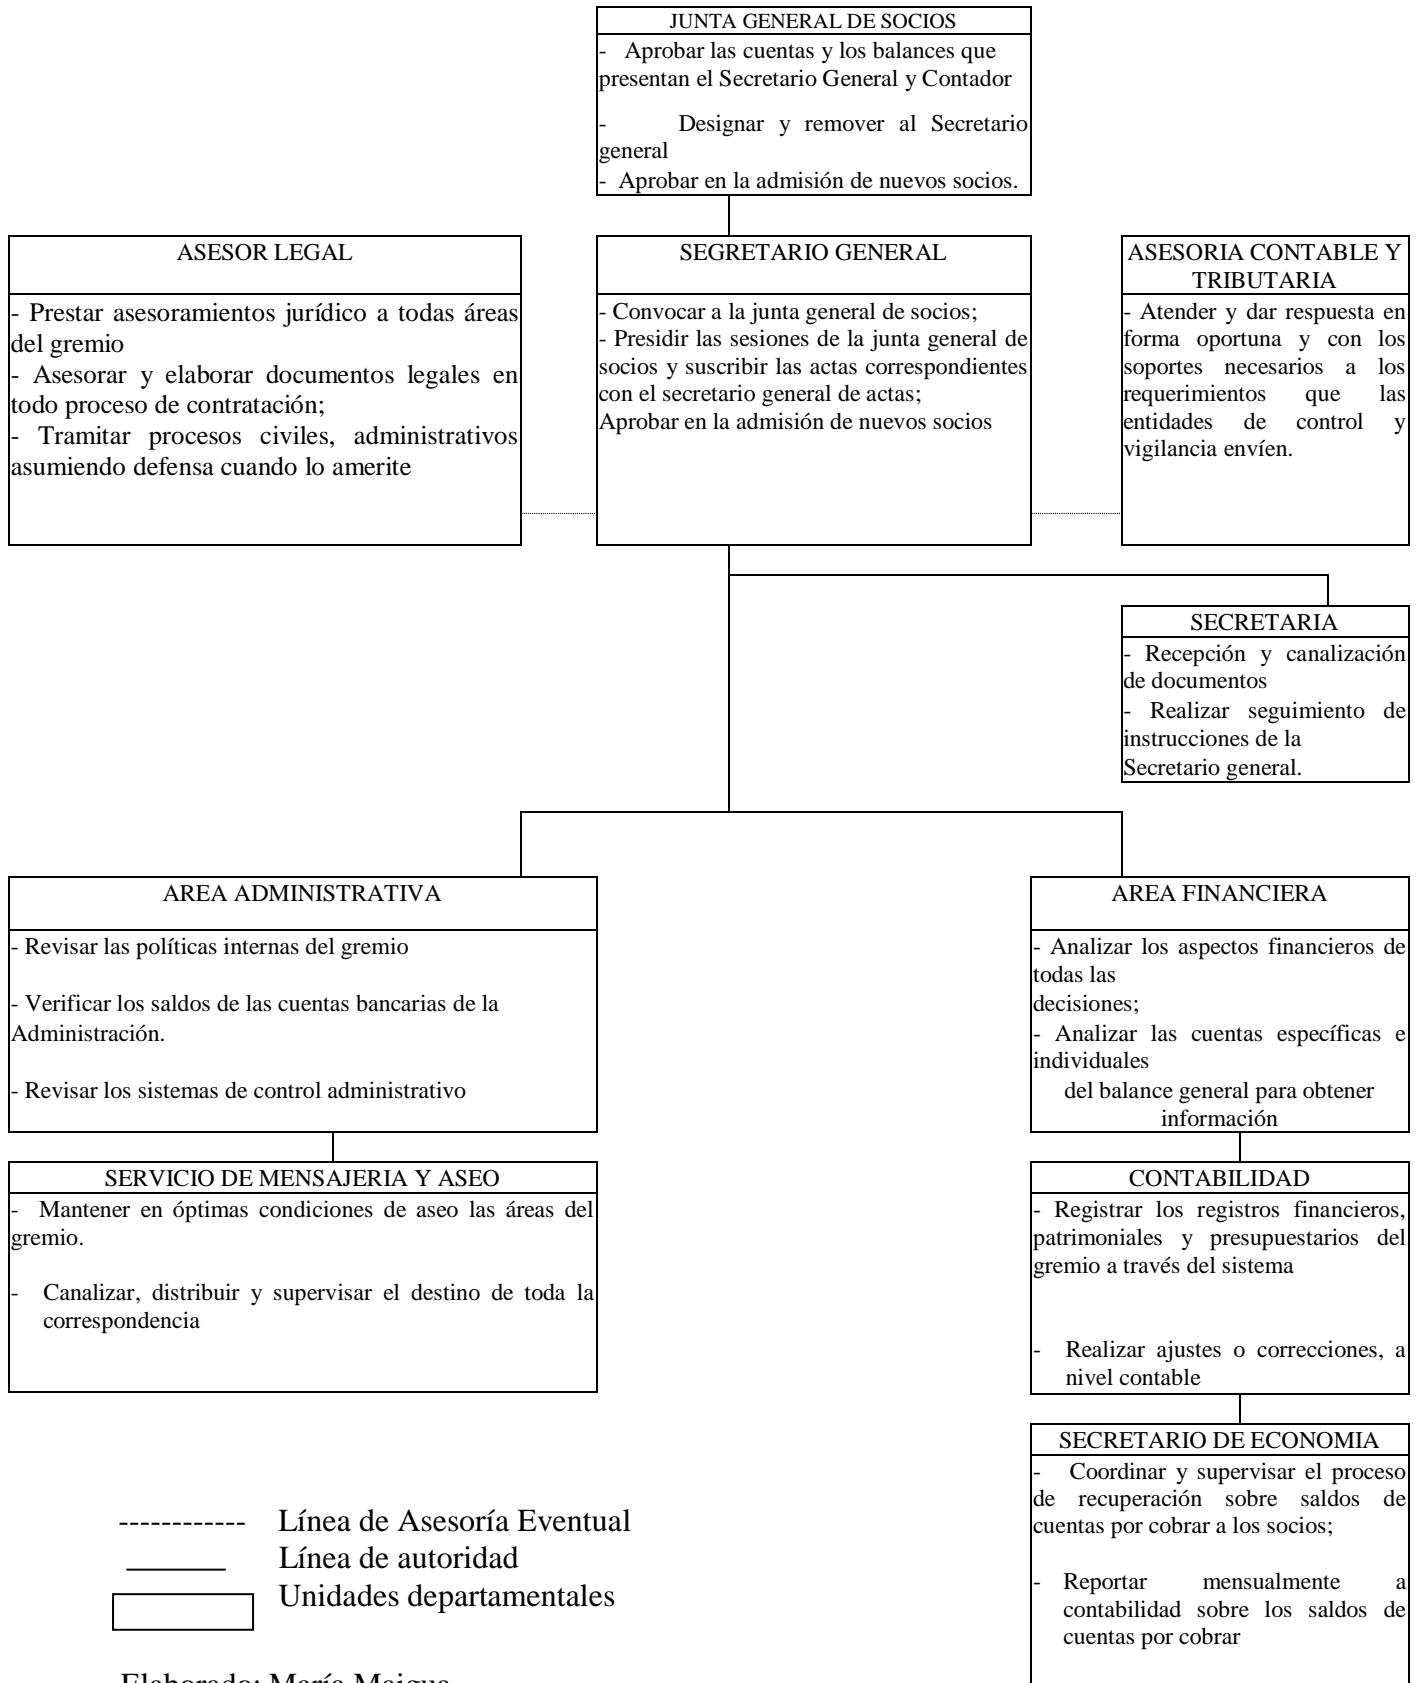 JUNTA GENERAL DE SOCIOS
- Aprobar las cuentas y los balances que
presentan el Secretario General y Contador
- Designar y remover al Secretario
general
- Aprobar en la admisión de nuevos socios.
ASESOR LEGAL
- Prestar asesoramientos jurídico a todas áreas
del gremio
- Asesorar y elaborar documentos legales en
todo proceso de contratación;
- Tramitar procesos civiles, administrativos
asumiendo defensa cuando lo amerite
SEGRETARIO GENERAL
- Convocar a la junta general de socios;
- Presidir las sesiones de la junta general de
socios y suscribir las actas correspondientes
con el secretario general de actas;
Aprobar en la admisión de nuevos socios
ASESORIA CONTABLE Y
TRIBUTARIA
- Atender y dar respuesta en
forma oportuna y con los
soportes necesarios a los
requerimientos que las
entidades de control y
vigilancia envíen.
SECRETARIA
- Recepción y canalización
de documentos
- Realizar seguimiento de
instrucciones de la
Secretario general.
AREA ADMINISTRATIVA
- Revisar las políticas internas del gremio
- Verificar los saldos de las cuentas bancarias de la
Administración.
- Revisar los sistemas de control administrativo
AREA FINANCIERA
- Analizar los aspectos financieros de
todas las
decisiones;
- Analizar las cuentas específicas e
individuales
del balance general para obtener
información
SERVICIO DE MENSAJERIA Y ASEO
- Mantener en óptimas condiciones de aseo las áreas del
gremio.
- Canalizar, distribuir y supervisar el destino de toda la
correspondencia
CONTABILIDAD
- Registrar los registros financieros,
patrimoniales y presupuestarios del
gremio a través del sistema
- Realizar ajustes o correcciones, a
nivel contable
SECRETARIO DE ECONOMIA
- Coordinar y supervisar el proceso
de recuperación sobre saldos de
cuentas por cobrar a los socios;
- Reportar mensualmente a
contabilidad sobre los saldos de
cuentas por cobrar
------------ Línea de Asesoría Eventual
Línea de autoridad
Unidades departamentales
Elaborado: María Maigua